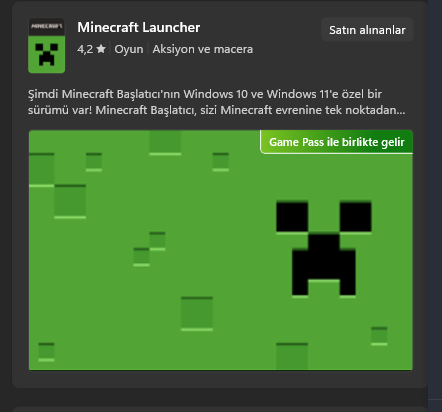 MINECRAFT
Minecraft Launcher
Satın alınanlar
4,2 ★ Oyun Aksiyon ve macera
Şimdi Minecraft Başlatıcı'nın Windows 10 ve Windows 11'e özel bir
sürümü var! Minecraft Başlatıcı, sizi Minecraft evrenine tek noktadan...
Game Pass ile birlikte gelir